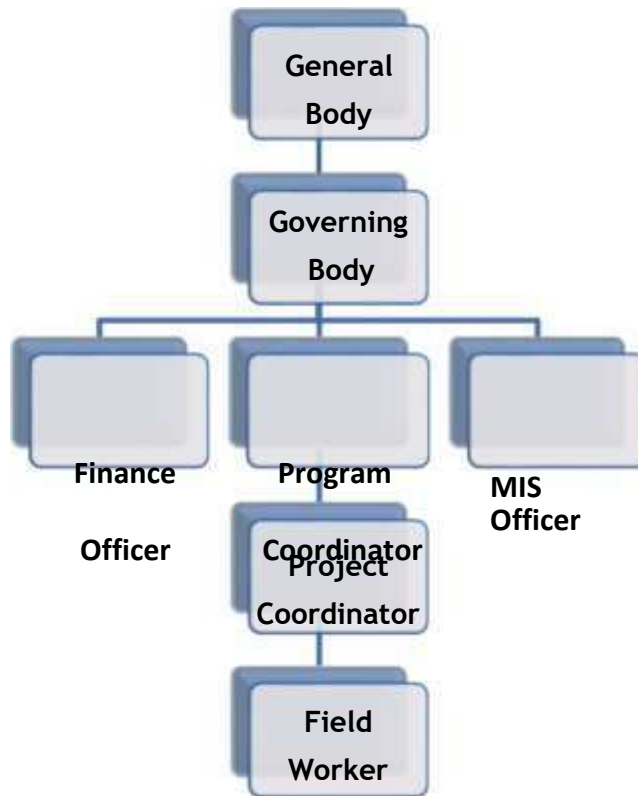 General
Body
Governing
Body
Finance
Officer
Program
Coordinator
MIS
Officer
Project
Coordinator
Field
Worker